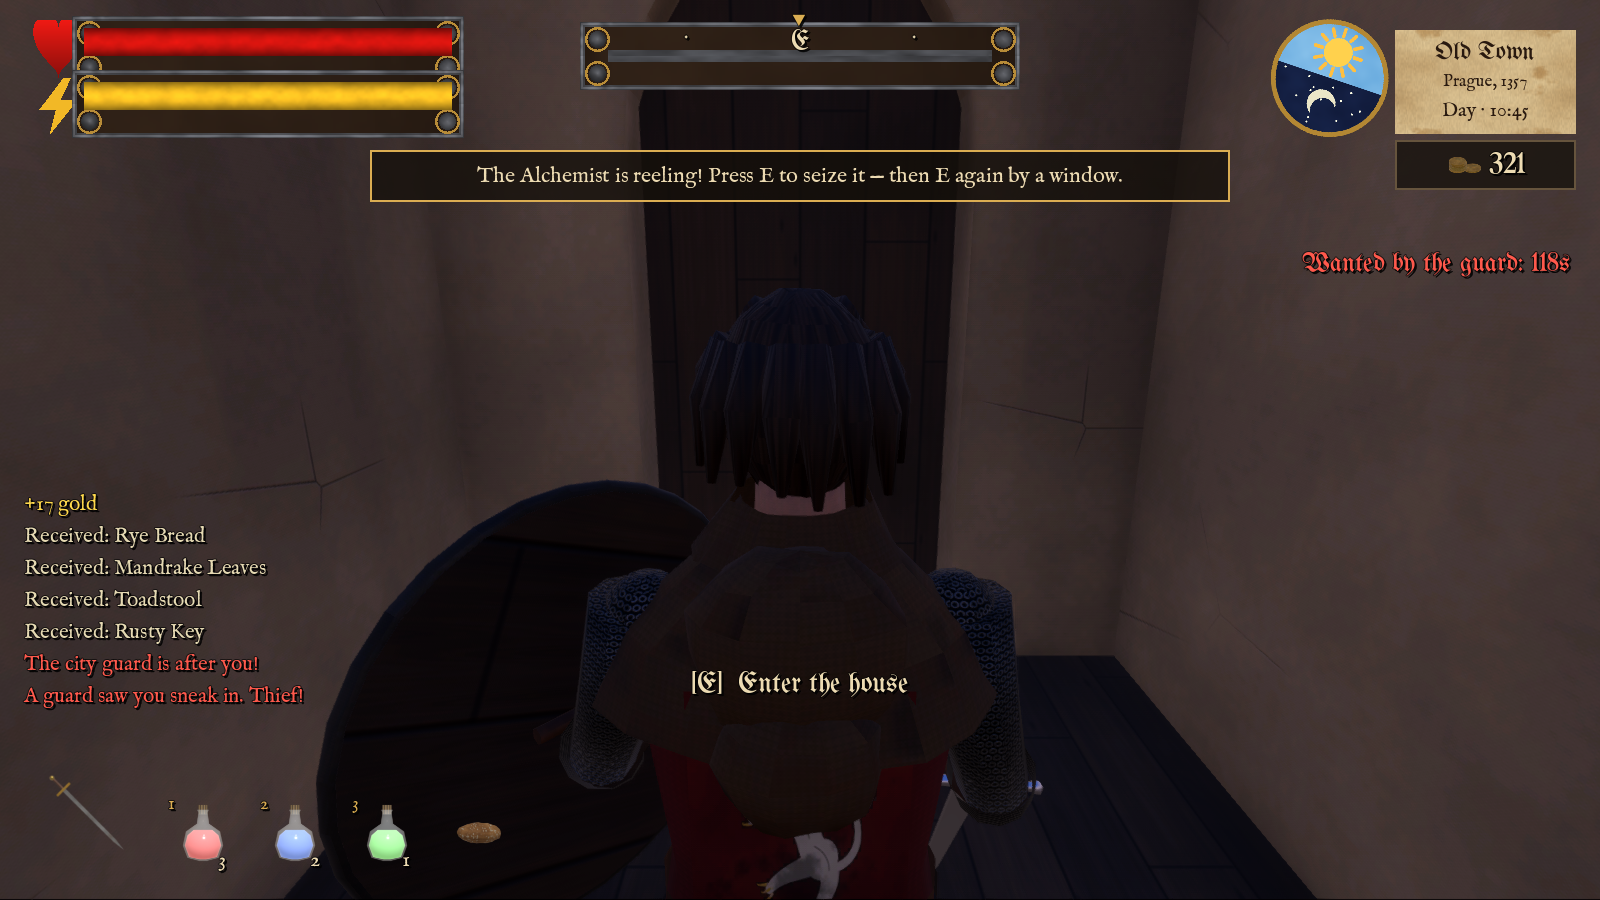 E
Old Town
Prague, 1357
Day · 10:45
321
The Alchemist is reeling! Press E to seize it – then E again by a window.
Wanted by the guard: 118s
+17 gold
Received: Rye Bread
Received: Mandrake Leaves
Received: Toadstool
Received: Rusty Key
The city guard is after you!
A guard saw you sneak in. Thief!
[E] Enter the house
1 2 3
3 2 1